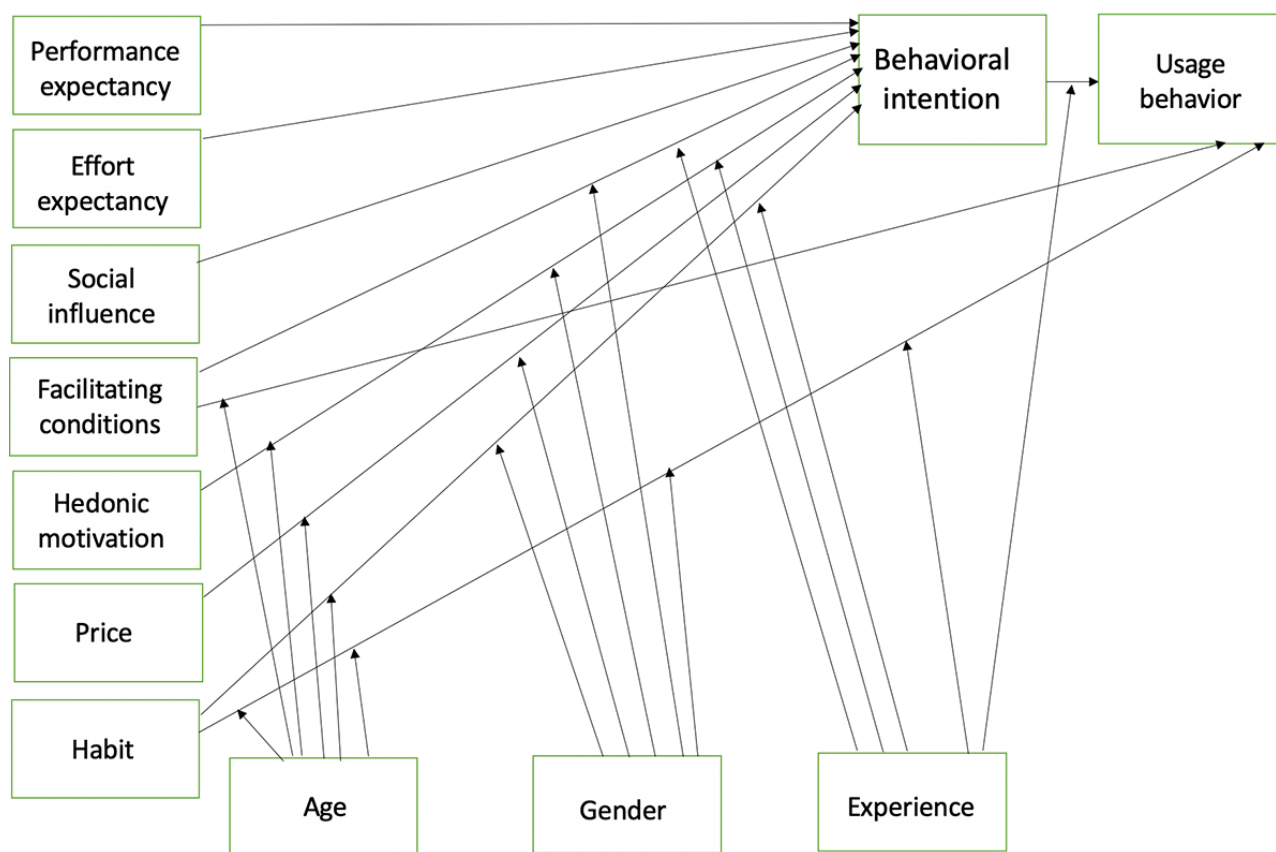 Performance
expectancy
Effort
expectancy
Social
influence
Facilitating
conditions
Hedonic
motivation
Price
Habit
Age
Gender
Experience
Behavioral
intention
Usage
behavior